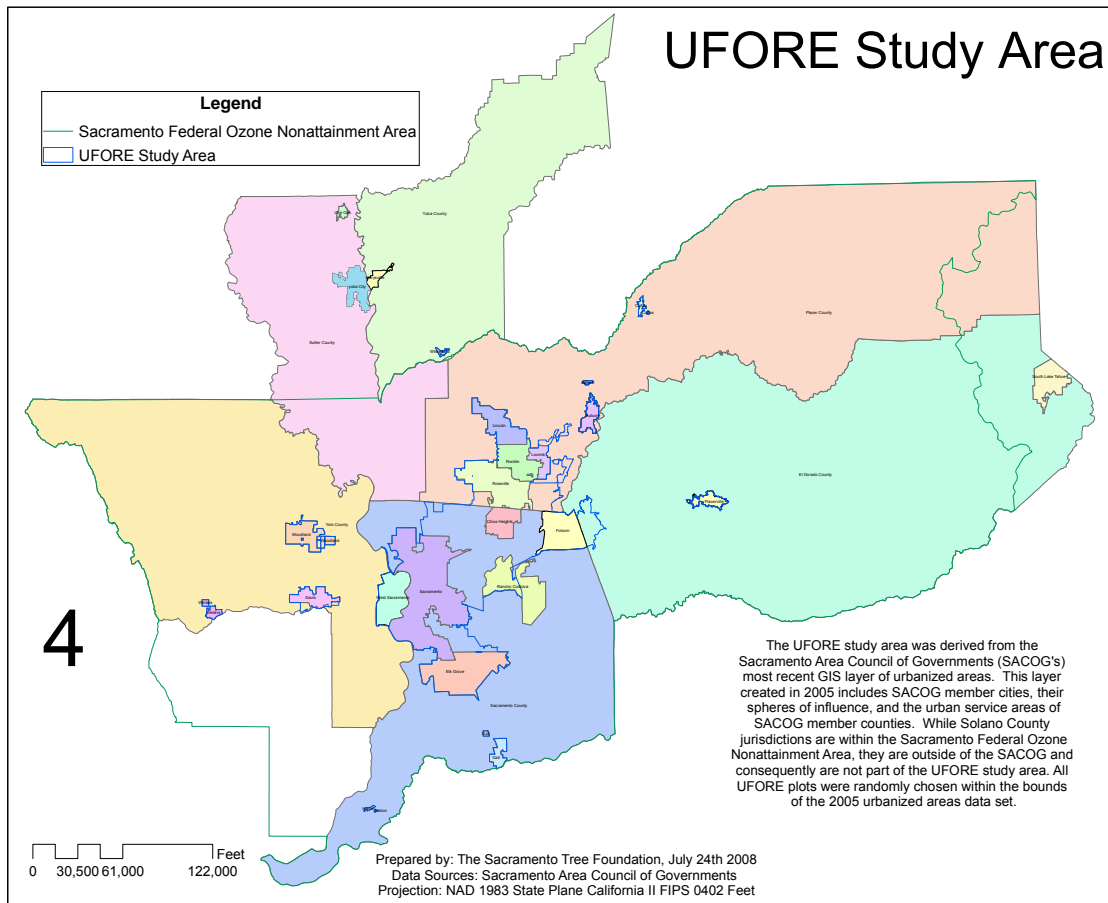 UFORE Study Area
Legend
Sacramento Federal Ozone Nonattainment Area
UFORE Study Area
Yuba County
Live Oak
Yuba City
Sutter County
Placer County
South Lake Tahoe
Lincoln
Auburn
Loomis
Rocklin
Roseville
El Dorado County
Placerville
Citrus Heights
Folsom
Yolo County
Woodland
Woodland
Rancho Cordova
West Sacramento
Sacramento
Davis
Winters
Elk Grove
Sacramento County
Galt
4
The UFORE study area was derived from the
Sacramento Area Council of Governments (SACOG's)
most recent GIS layer of urbanized areas. This layer
created in 2005 includes SACOG member cities, their
spheres of influence, and the urban service areas of
SACOG member counties. While Solano County
jurisdictions are within the Sacramento Federal Ozone
Nonattainment Area, they are outside of the SACOG and
consequently are not part of the UFORE study area. All
UFORE plots were randomly chosen within the bounds
of the 2005 urbanized areas data set.
Feet
0 30,500 61,000 122,000
Prepared by: The Sacramento Tree Foundation, July 24th 2008
Data Sources: Sacramento Area Council of Governments
Projection: NAD 1983 State Plane California II FIPS 0402 Feet